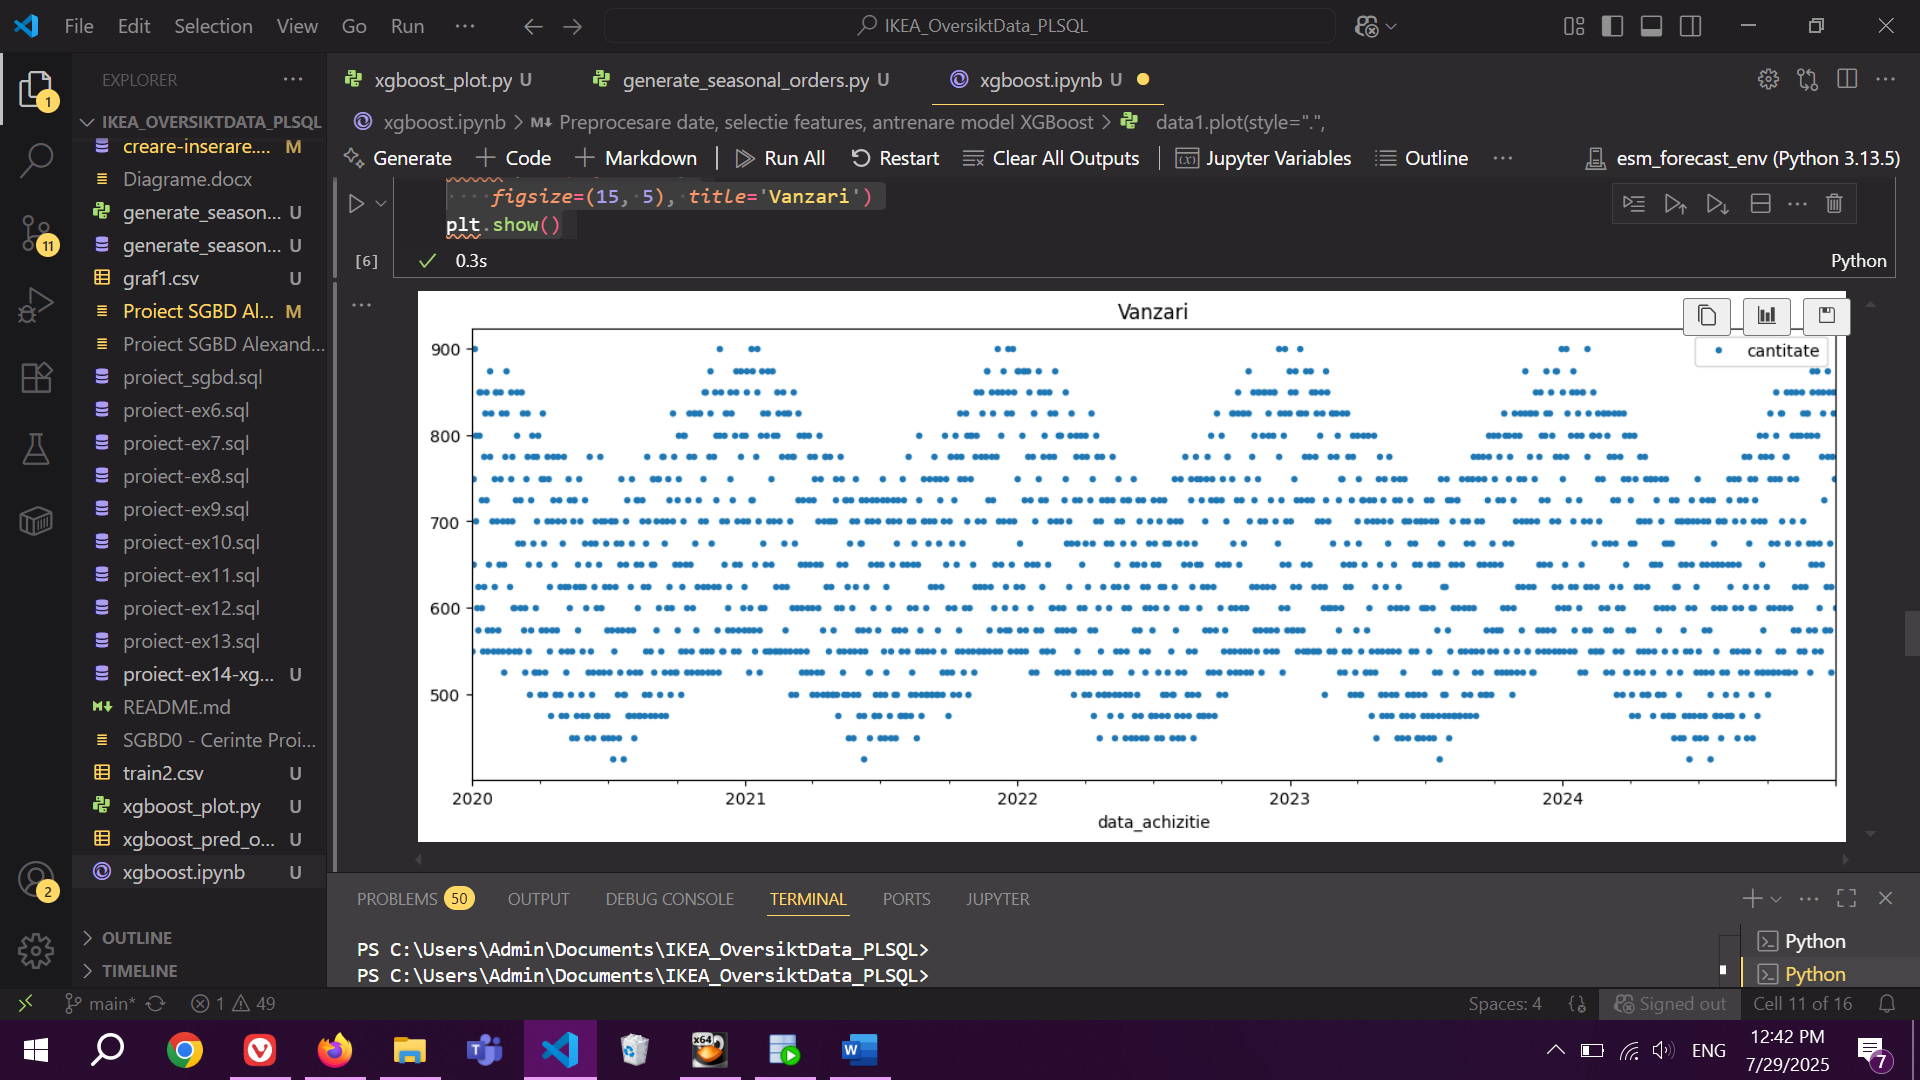 File Edit Selection View Go Run ···
IKEA_OversiktData_PLSQL
EXPLORER ···
IKEA_OVERSIKTDATA_PLSQL
creare-inserare.... M
Diagrame.docx
generate_season... U
generate_season... U
graf1.csv U
Proiect SGBD Al... M
Proiect SGBD Alexand...
proiect_sgbd.sql
proiect-ex6.sql
proiect-ex7.sql
proiect-ex8.sql
proiect-ex9.sql
proiect-ex10.sql
proiect-ex11.sql
proiect-ex12.sql
proiect-ex13.sql
proiect-ex14-xg... U
README.md
SGBD0 - Cerinte Proi...
train2.csv U
xgboost_plot.py U
xgboost_pred_o... U
xgboost.ipynb U
OUTLINE
TIMELINE
1
11
2
xgboost_plot.py U generate_seasonal_orders.py U xgboost.ipynb U
xgboost.ipynb > Preprocesare date, selectie features, antrenare model XGBoost > data1.plot(style=".",
Generate + Code + Markdown | Run All Restart Clear All Outputs | Jupyter Variables Outline ··· esm_forecast_env (Python 3.13.5)
figsize=(15, 5), title='Vanzari')
plt.show()
[6] 0.3s Python
Vanzari
cantitate
900
800
700
600
500
2020 2021 2022 2023 2024
data_achizitie
PROBLEMS 50 OUTPUT DEBUG CONSOLE TERMINAL PORTS JUPYTER
PS C:\Users\Admin\Documents\IKEA_OversiktData_PLSQL>
PS C:\Users\Admin\Documents\IKEA_OversiktData_PLSQL>
Python
Python
main* 1 49 Spaces: 4 Signed out Cell 11 of 16
x64
ENG
12:42 PM
7/29/2025
7